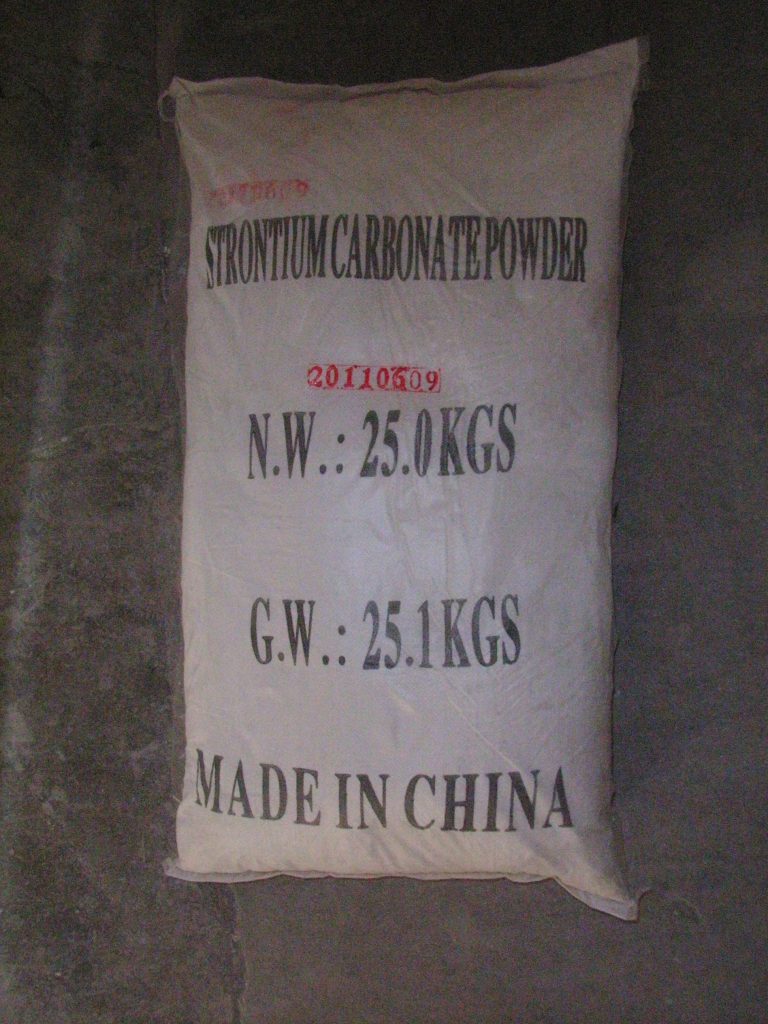 STRONTIUM CARBONATE POWDER
20110609
N.W.: 25.0KGS
G.W.: 25.1KGS
MADE IN CHINA